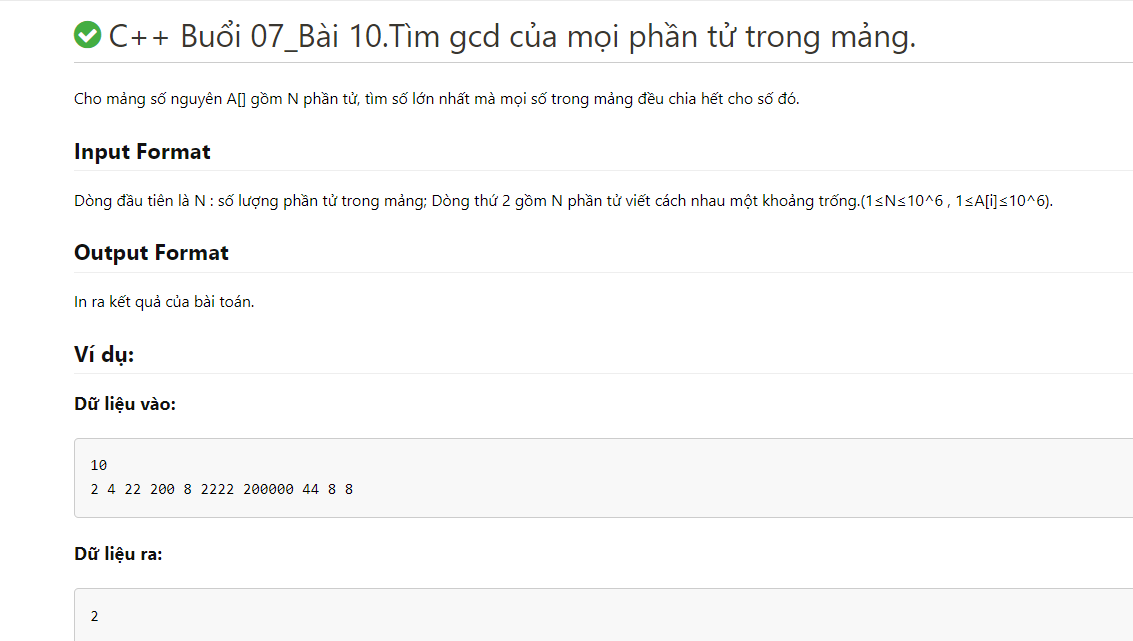 C++ Buổi 07_Bài 10.Tìm gcd của mọi phần tử trong mảng.
Cho mảng số nguyên A[] gồm N phần tử, tìm số lớn nhất mà mọi số trong mảng đều chia hết cho số đó.
Input Format
Dòng đầu tiên là N : số lượng phần tử trong mảng; Dòng thứ 2 gồm N phần tử viết cách nhau một khoảng trống.(1≤N≤10^6 , 1≤A[i]≤10^6).
Output Format
In ra kết quả của bài toán.
Ví dụ:
Dữ liệu vào:
10
2 4 22 200 8 2222 200000 44 8 8
Dữ liệu ra:
2